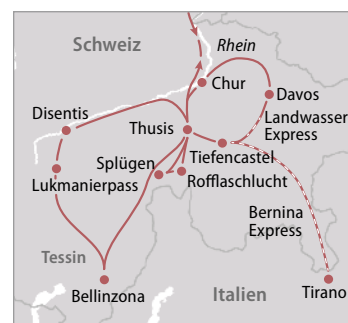 Schweiz
Rhein
Chur
Davos
Disentis
Thusis
Landwasser
Express
Splügen
Tiefencastel
Lukmanierpass
Rofflaschlucht
Bernina
Express
Tessin
Bellinzona
Italien
Tirano